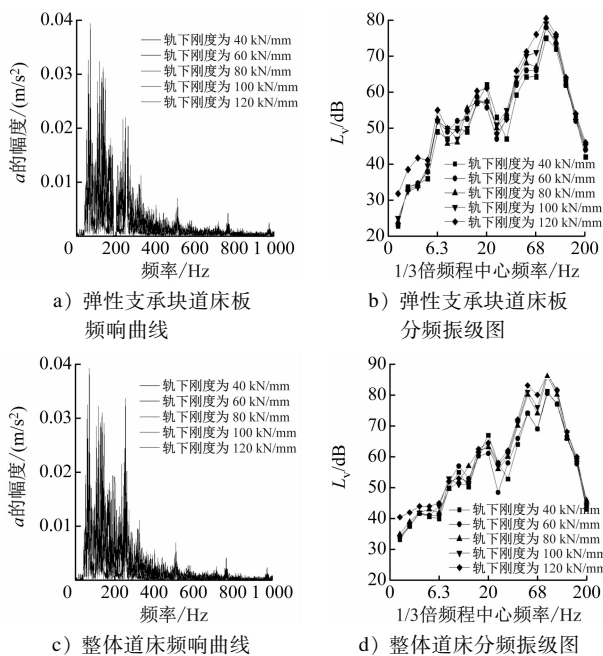 0.04
0.03
0.02
0.01
a的幅度/(m/s²)
轨下刚度为 40 kN/mm
轨下刚度为 60 kN/mm
轨下刚度为 80 kN/mm
轨下刚度为 100 kN/mm
轨下刚度为 120 kN/mm
0 200 400 600 800 1 000
频率/Hz
a）弹性支承块道床板
频响曲线
80
70
60
50
40
30
20
Lv/dB
轨下刚度为 40 kN/mm
轨下刚度为 60 kN/mm
轨下刚度为 80 kN/mm
轨下刚度为 100 kN/mm
轨下刚度为 120 kN/mm
6.3 20 68 200
1/3倍频程中心频率/Hz
b）弹性支承块道床板
分频振级图
0.04
0.03
0.02
0.01
a的幅度/(m/s²)
轨下刚度为 40 kN/mm
轨下刚度为 60 kN/mm
轨下刚度为 80 kN/mm
轨下刚度为 100 kN/mm
轨下刚度为 120 kN/mm
0 200 400 600 800 1 000
频率/Hz
c）整体道床频响曲线
90
80
70
60
50
40
30
20
Lv/dB
轨下刚度为 40 kN/mm
轨下刚度为 60 kN/mm
轨下刚度为 80 kN/mm
轨下刚度为 100 kN/mm
轨下刚度为 120 kN/mm
6.3 20 68 200
1/3倍频程中心频率/Hz
d）整体道床分频振级图